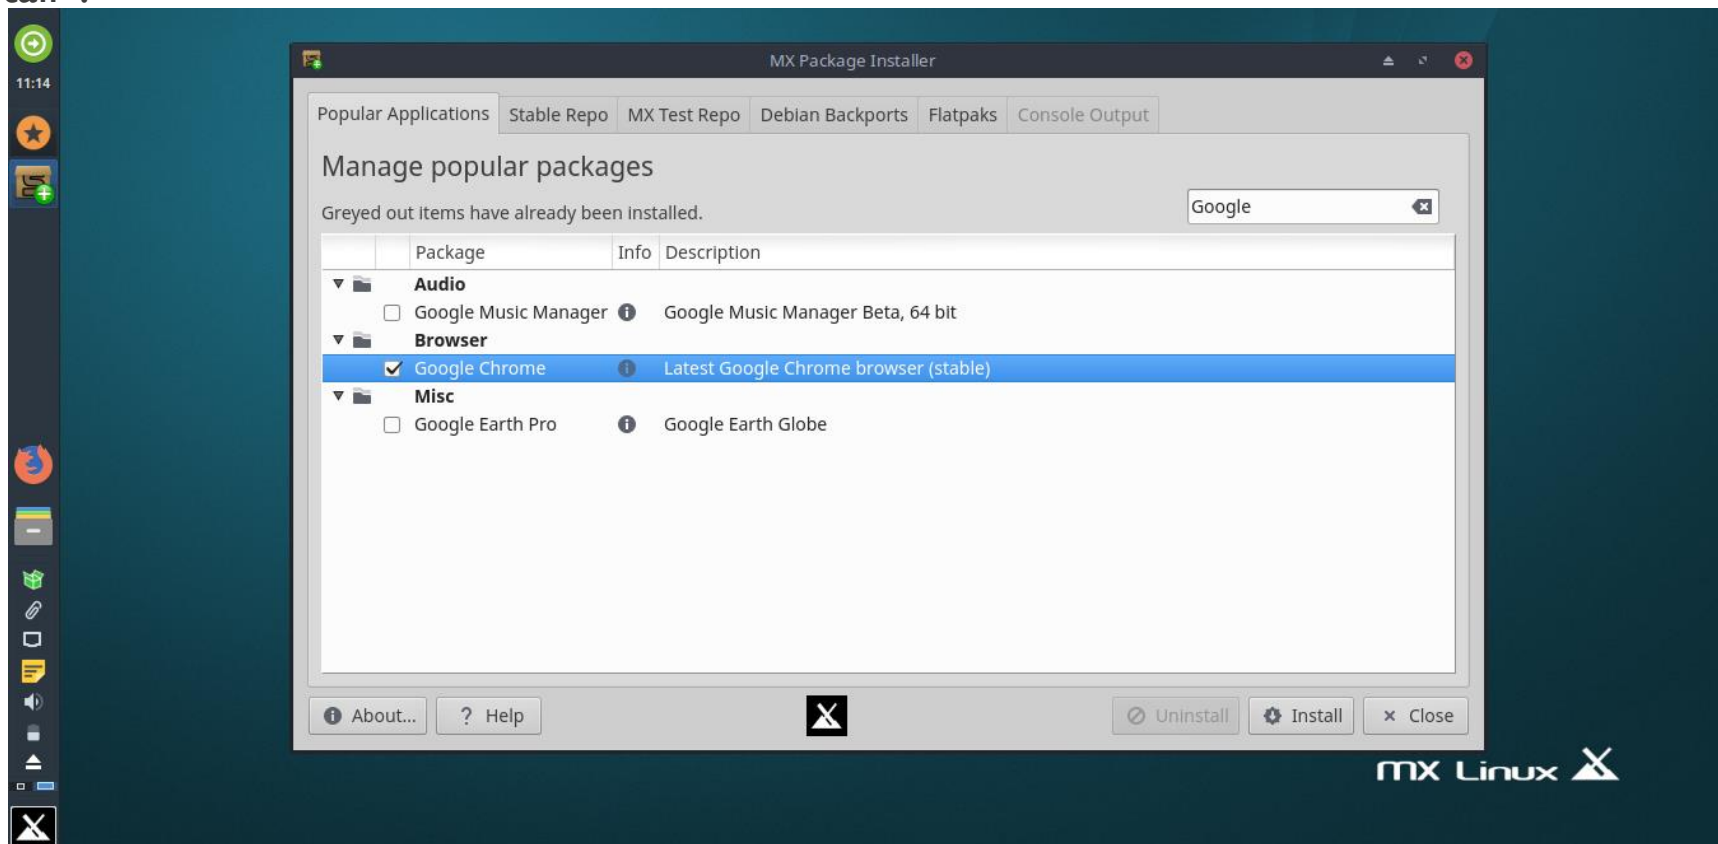 11:14
MX Package Installer
Popular Applications Stable Repo MX Test Repo Debian Backports Flatpaks Console Output
Manage popular packages
Greyed out items have already been installed.
Google
Package Info Description
Audio
Google Music Manager Google Music Manager Beta, 64 bit
Browser
Google Chrome Latest Google Chrome browser (stable)
Misc
Google Earth Pro Google Earth Globe
About... ? Help Uninstall Install Close
MX Linux